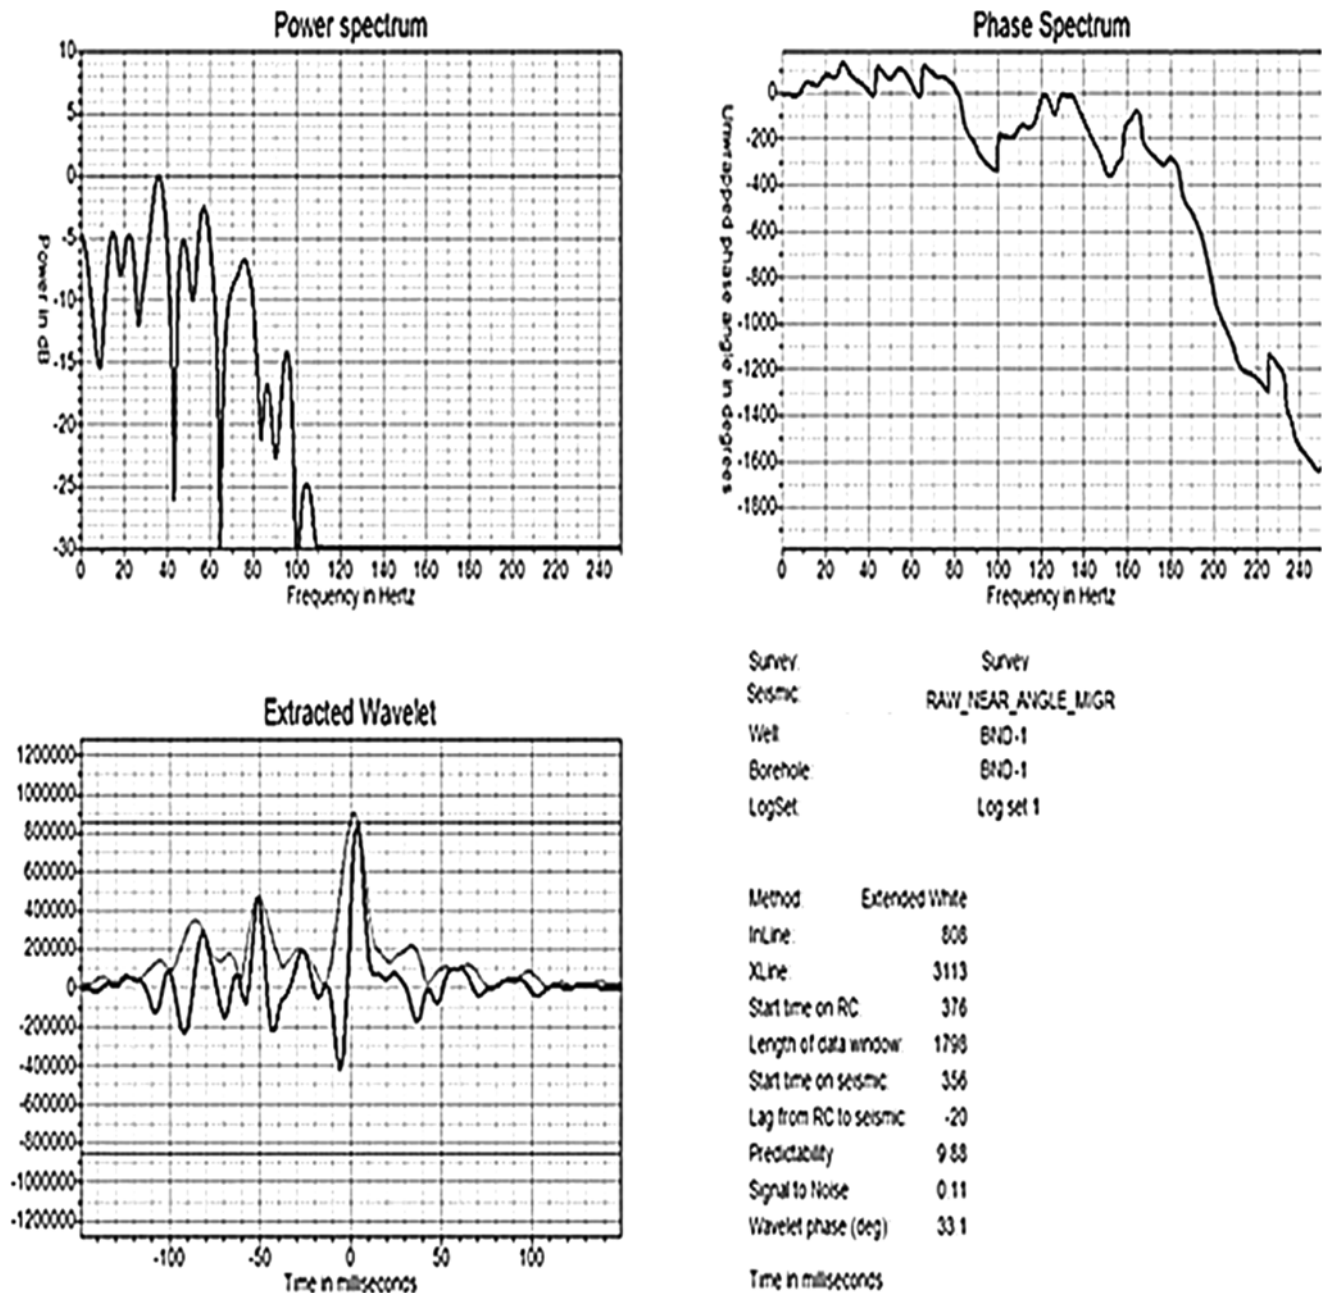 Power spectrum
10
5
0
-5
-10
-15
-20
-25
-30
Power in dB
0 20 40 60 80 100 120 140 160 180 200 220 240
Frequency in Hertz
Phase Spectrum
0
-200
-400
-600
-800
-1000
-1200
-1400
-1600
-1800
Unwrapped phase angle in degrees
0 20 40 60 80 100 120 140 160 180 200 220 240
Frequency in Hertz
Extracted Wavelet
1200000
1000000
800000
600000
400000
200000
0
-200000
-400000
-600000
-800000
-1000000
-1200000
-100 -50 0 50 100
Time in milliseconds
Survey: Survey
Seismic: RAW_NEAR_ANGLE_MIGR
Well: BND-1
Borehole: BND-1
LogSet: Log set 1
Method: Extended White
InLine: 808
XLine: 3113
Start time on RC: 376
Length of data window: 1798
Start time on seismic: 356
Lag from RC to seismic: -20
Predictability 9.88
Signal to Noise 0.11
Wavelet phase (deg) 33.1
Time in milliseconds